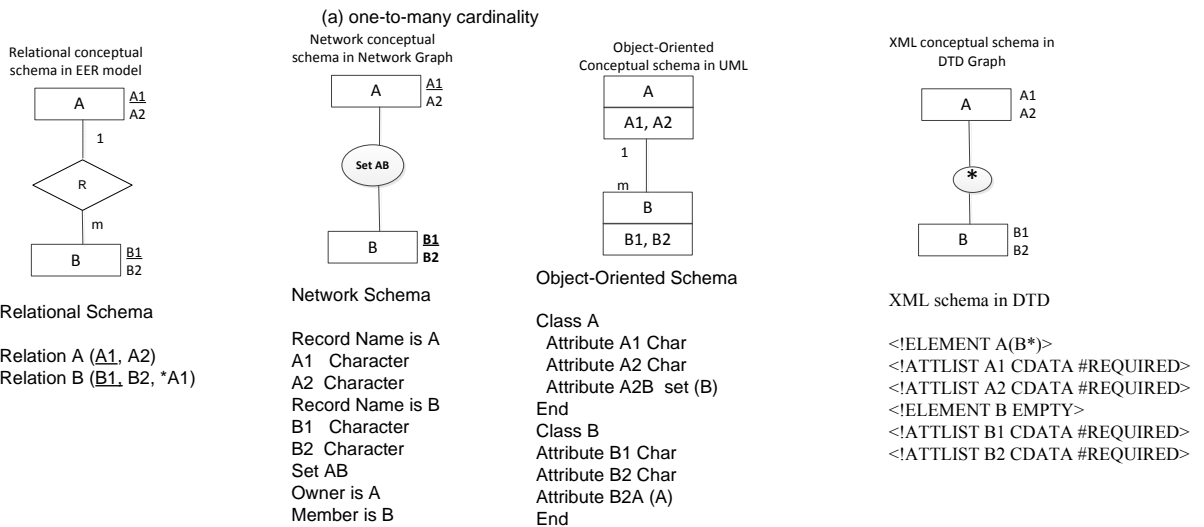 (a) one-to-many cardinality
Relational conceptual
schema in EER model
A
A1
A2
1
R
m
B
B1
B2
Relational Schema
Relation A (A1, A2)
Relation B (B1, B2, *A1)
Network conceptual
schema in Network Graph
A
A1
A2
Set AB
B
B1
B2
Network Schema
Record Name is A
A1 Character
A2 Character
Record Name is B
B1 Character
B2 Character
Set AB
Owner is A
Member is B
Object-Oriented
Conceptual schema in UML
A
A1, A2
1
m
B
B1, B2
Object-Oriented Schema
Class A
Attribute A1 Char
Attribute A2 Char
Attribute A2B set (B)
End
Class B
Attribute B1 Char
Attribute B2 Char
Attribute B2A (A)
End
XML conceptual schema in
DTD Graph
A
A1
A2
*
B
B1
B2
XML schema in DTD
<!ELEMENT A(B*)>
<!ATTLIST A1 CDATA #REQUIRED>
<!ATTLIST A2 CDATA #REQUIRED>
<!ELEMENT B EMPTY>
<!ATTLIST B1 CDATA #REQUIRED>
<!ATTLIST B2 CDATA #REQUIRED>